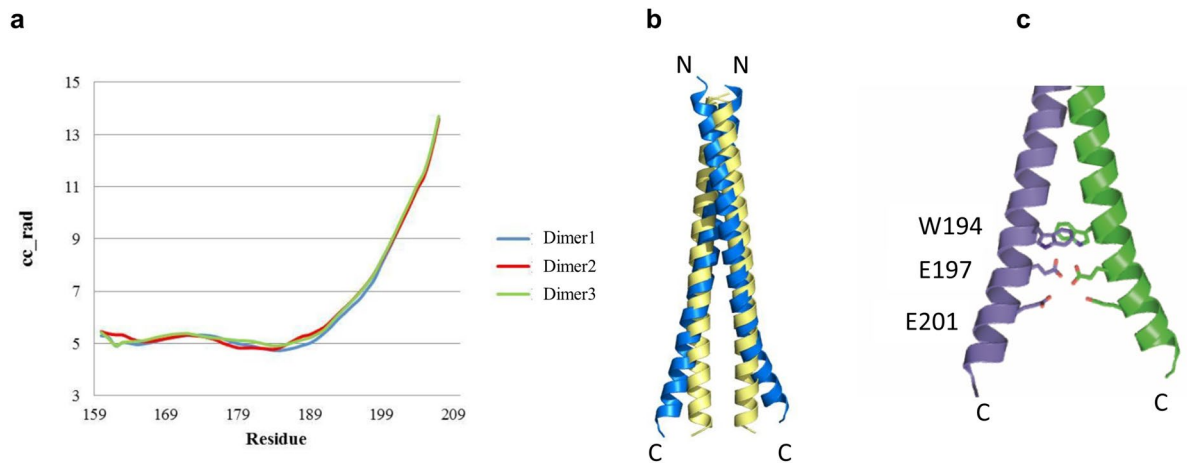 a
15
13
11
9
7
5
3
cc_rad
159 169 179 189 199 209
Residue
Dimer1
Dimer2
Dimer3
b
N N
C C
c
W194
E197
E201
C C